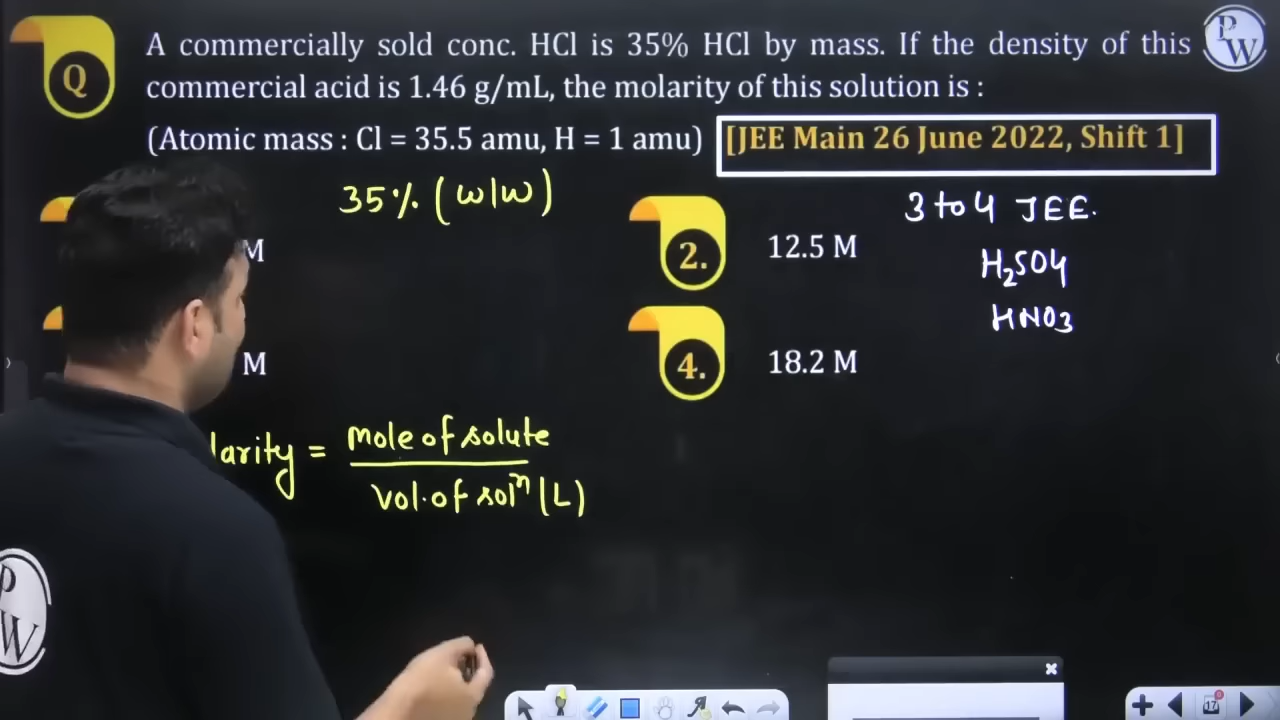 Q
A commercially sold conc. HCl is 35% HCl by mass. If the density of this
commercial acid is 1.46 g/mL, the molarity of this solution is :
(Atomic mass : Cl = 35.5 amu, H = 1 amu) [JEE Main 26 June 2022, Shift 1]
PW
35% (w/w)
3 to 4 JEE.
M
2. 12.5 M
H₂SO4
HNO3
M
4. 18.2 M
larity = mole of solute
vol. of solⁿ (L)
PW
17